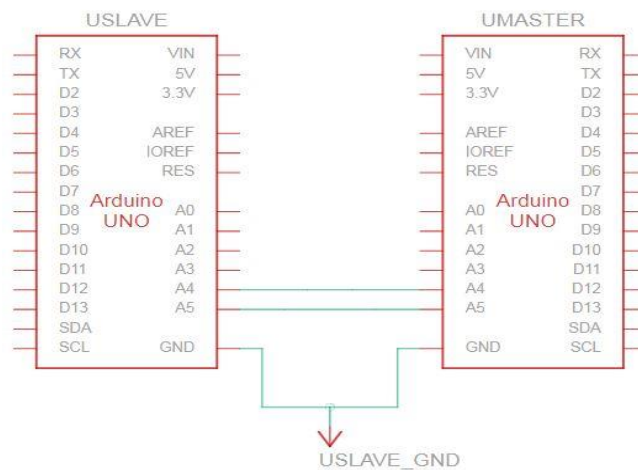 USLAVE UMASTER
RX VIN VIN RX
TX 5V 5V TX
D2 3.3V 3.3V D2
D3 D3
D4 AREF AREF D4
D5 IOREF IOREF D5
D6 RES RES D6
D7 D7
Arduino Arduino
D8 A0 A0 D8
UNO UNO
D9 A1 A1 D9
D10 A2 A2 D10
D11 A3 A3 D11
D12 A4 A4 D12
D13 A5 A5 D13
SDA SDA
SCL GND GND SCL
USLAVE_GND